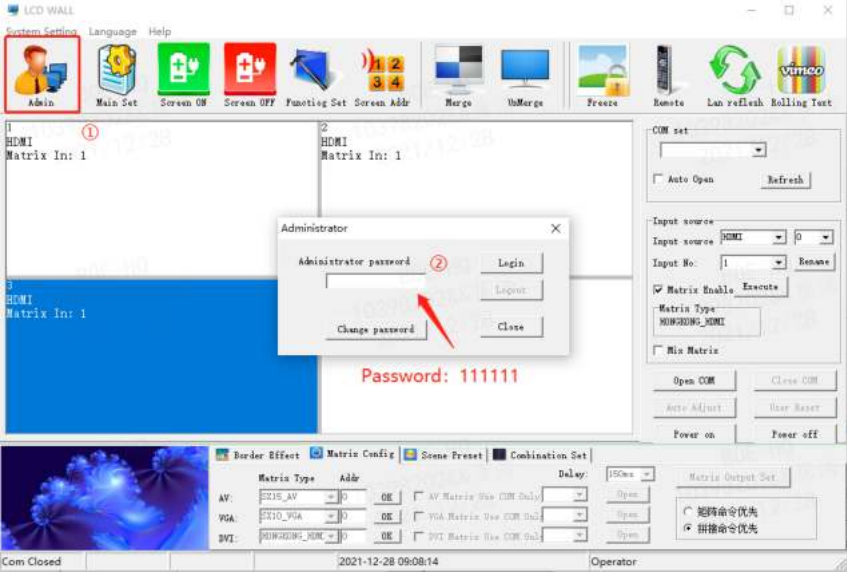 LCD WALL
System Setting Language Help
Admin Main Set Screen ON Screen OFF Functiog Set Screen Addr Merge UnMerge Freeze Remote Lan reflesh Rolling Text
1 2
3 4
vimeo
①
1
HDMI
Matrix In: 1
2
HDMI
Matrix In: 1
3
HDMI
Matrix In: 1
Administrator
Administrator password ② Login
Logout
Change password Close
Password: 111111
COM set
Auto Open Refresh
Input source
Input source HDMI 0
Input No: 1 Rename
Matrix Enable Execute
Matrix Type
HONGKONG_HDMI
Mix Matrix
Open COM Close COM
Auto Adjust User Reset
Power on Power off
Border Effect Matrix Config Scene Preset Combination Set
Matrix Type Addr Delay: 150ms Matrix Output Set
AV: SX15_AV 0 OK AV Matrix Use COM Only Open
VGA: SX10_VGA 0 OK VGA Matrix Use COM Only Open
DVI: HONGKONG_HDMI 0 OK DVI Matrix Use COM Only Open
矩阵命令优先
拼接命令优先
Com Closed 2021-12-28 09:08:14 Operator